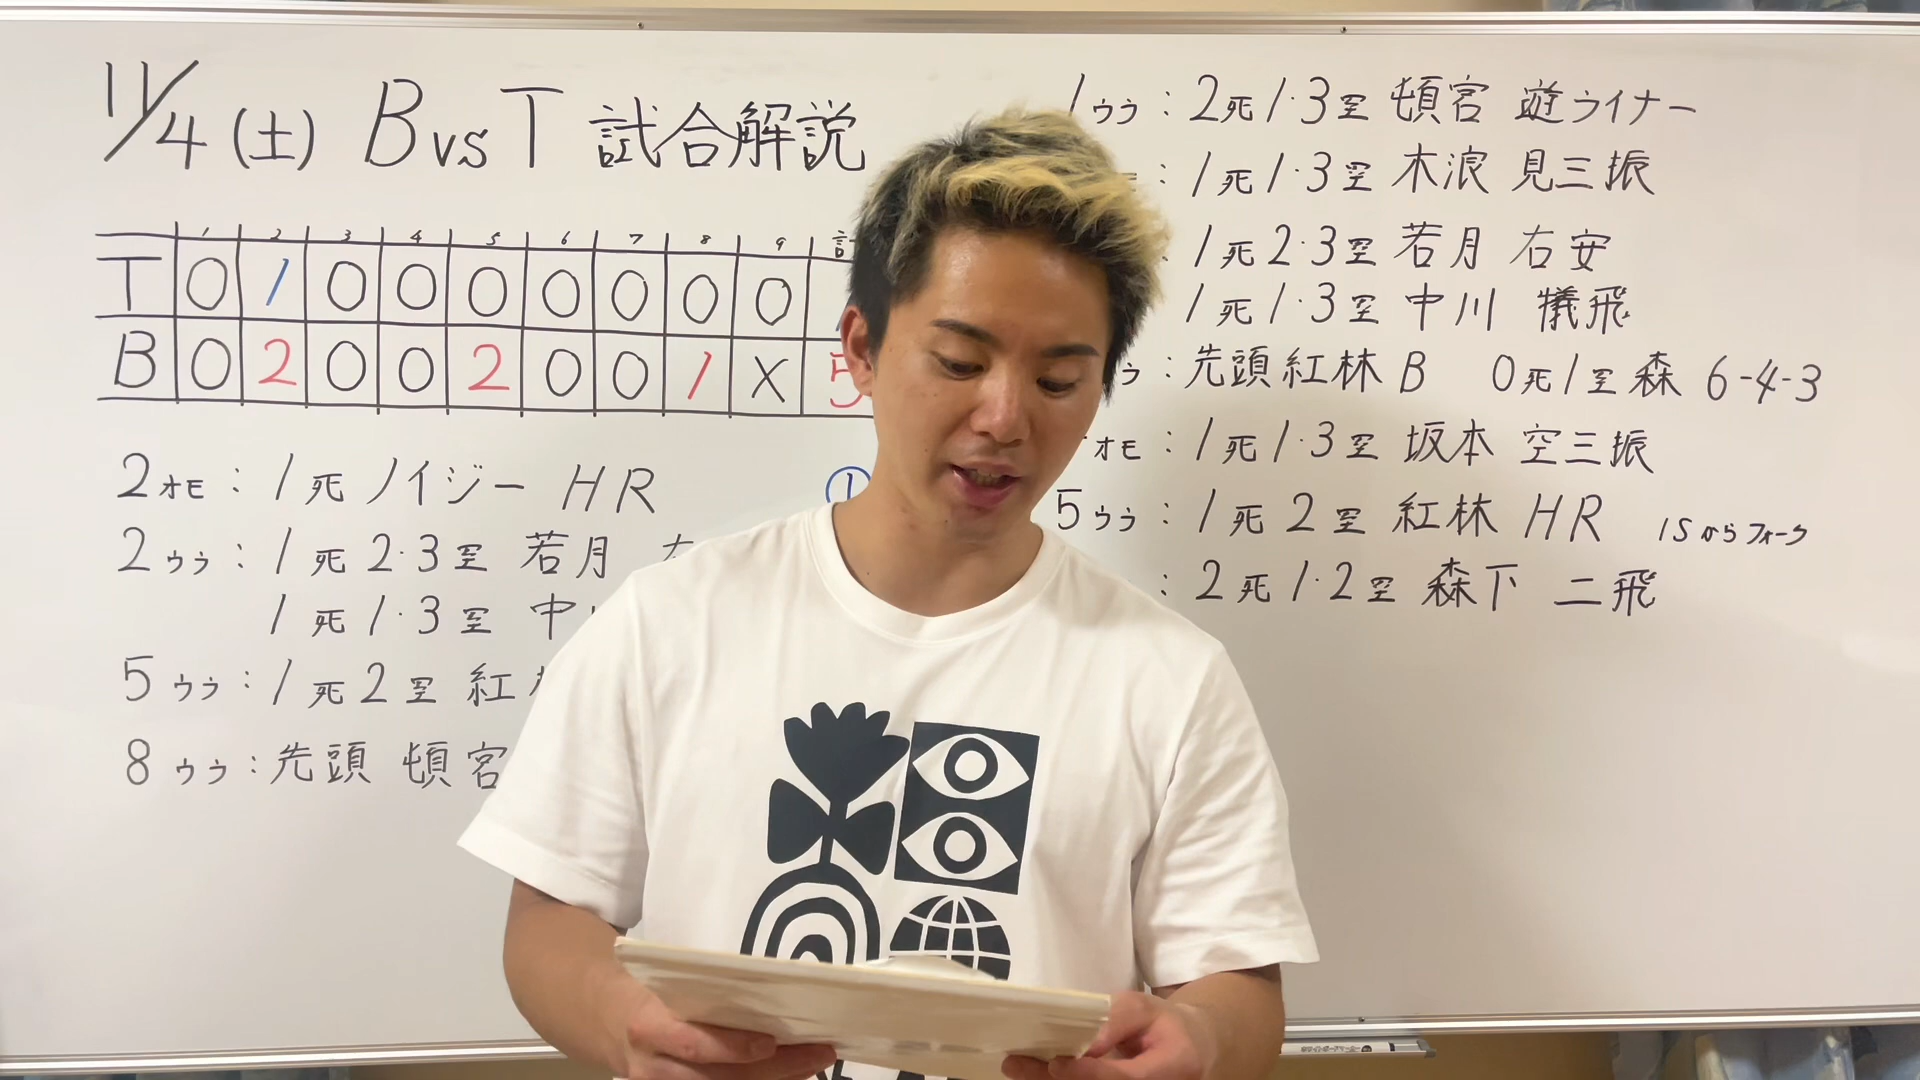 11/4(土) B vs T 試合解説
1 2 3 4 5 6 7 8 9 計
T 0 1 0 0 0 0 0 0 0
B 0 2 0 0 2 0 0 1 X 5
2オモ:1死 ノイジー HR ①
2ウラ:1死 2・3塁 若月 右
1死 1・3塁 中
5ウラ:1死 2塁 紅
8ウラ:先頭 頓宮
1ウラ:2死 1・3塁 頓宮 遊ライナー
:1死 1・3塁 木浪 見三振
1死 2・3塁 若月 右安
1死 1・3塁 中川 犠飛
:先頭 紅林 B 0死 1塁 森 6-4-3
オモ:1死 1・3塁 坂本 空三振
5ウラ:1死 2塁 紅林 HR 1Sからフォーク
:2死 1・2塁 森下 二飛